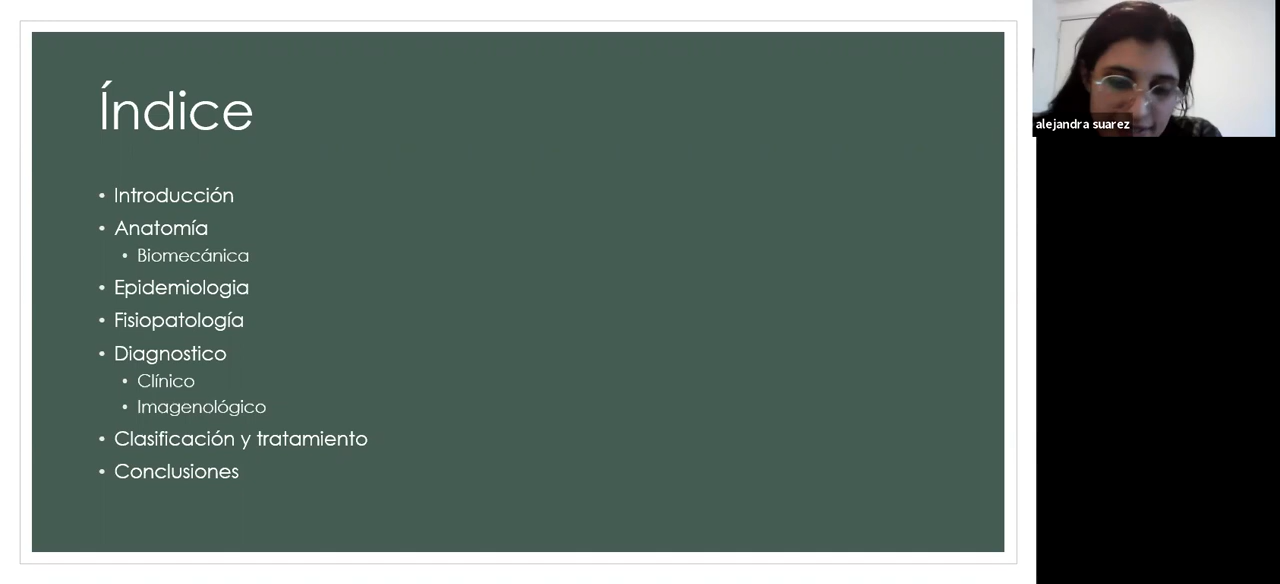 Índice
• Introducción
• Anatomía
• Biomecánica
• Epidemiologia
• Fisiopatología
• Diagnostico
• Clínico
• Imagenológico
• Clasificación y tratamiento
• Conclusiones
alejandra suarez